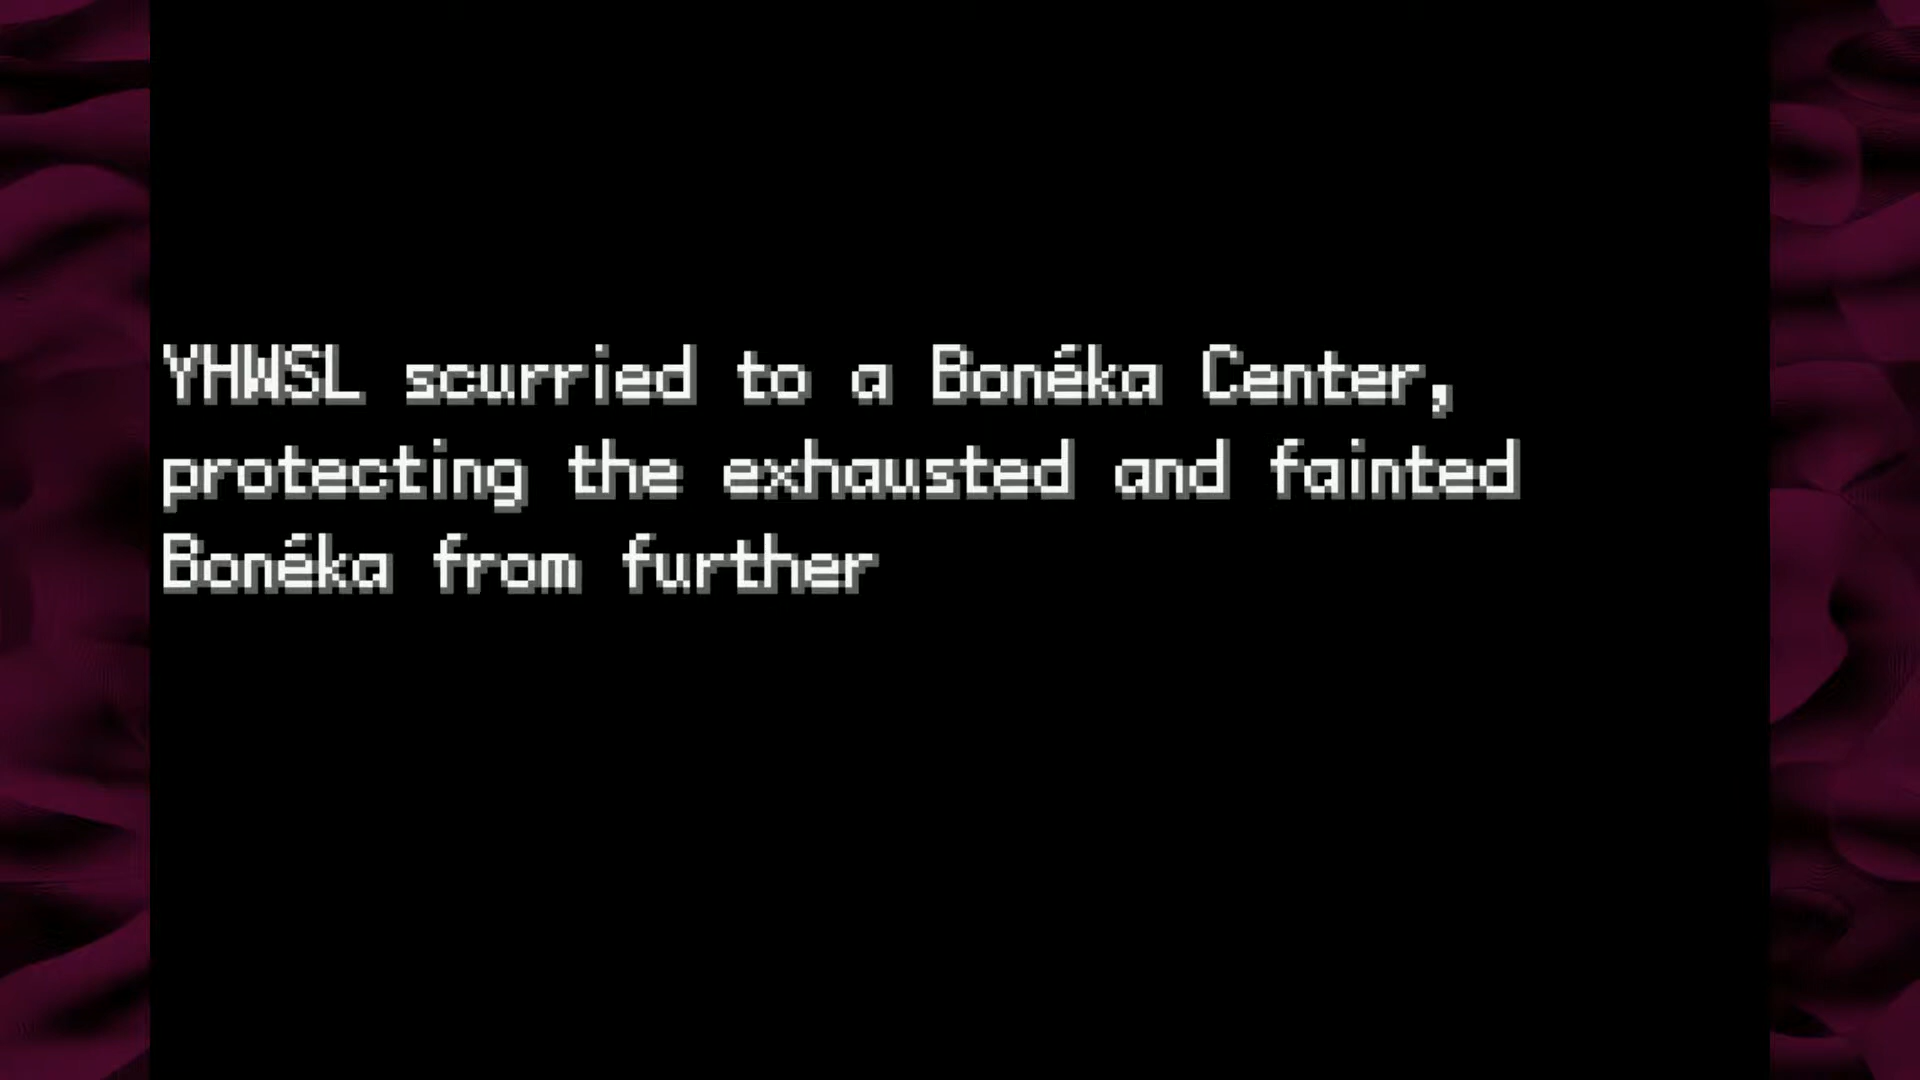 YHWSL scurried to a Bonéka Center,
protecting the exhausted and fainted
Bonéka from further